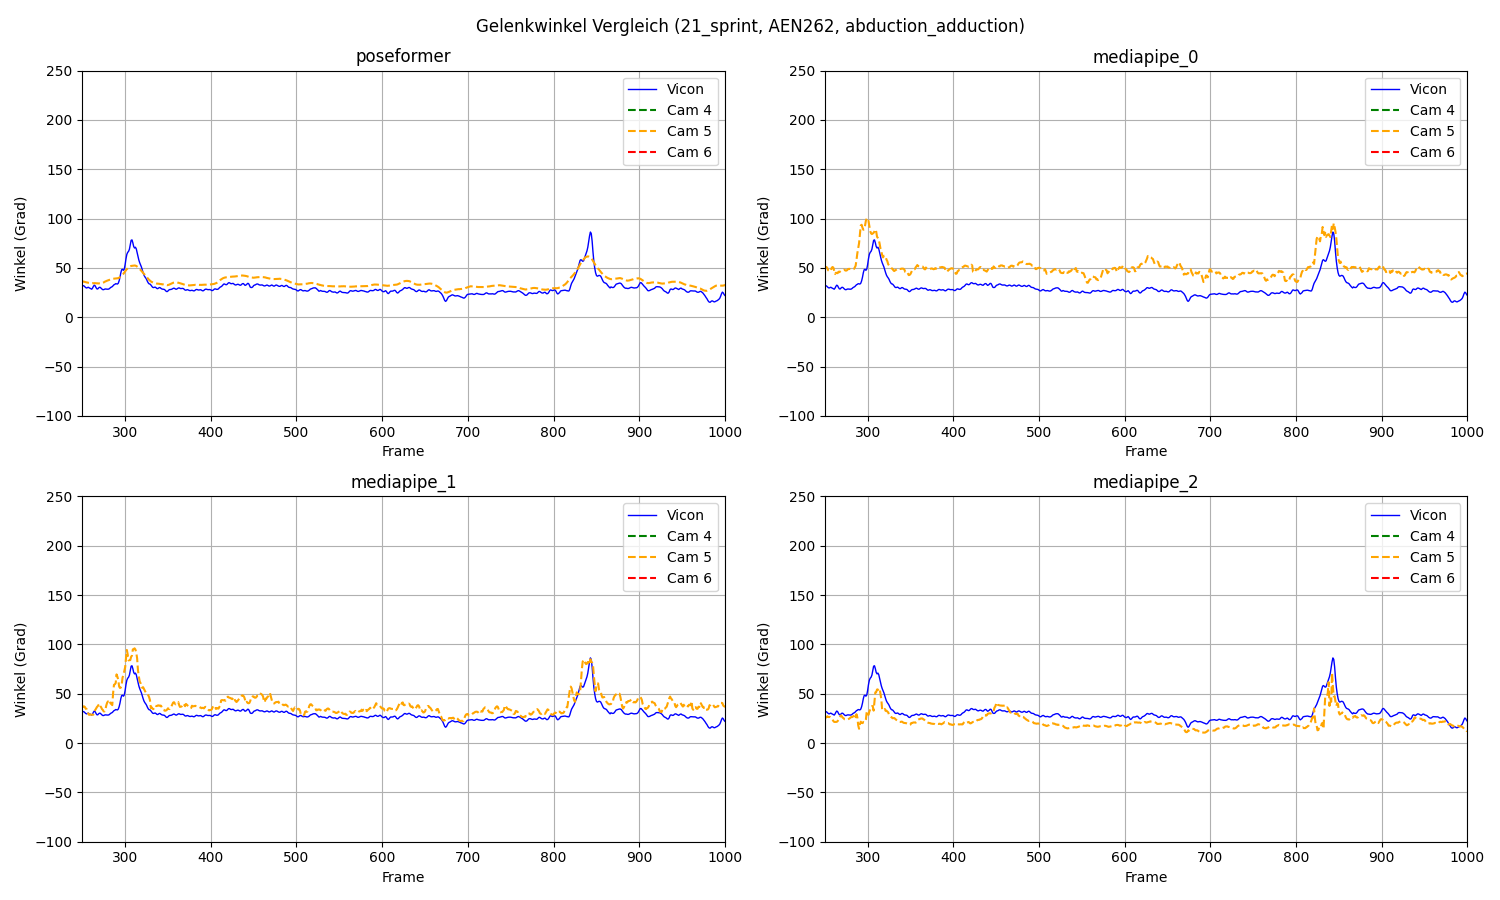 Gelenkwinkel Vergleich (21_sprint, AEN262, abduction_adduction)
poseformer
250
200
150
100
50
0
−50
−100
Winkel (Grad)
300 400 500 600 700 800 900 1000
Frame
Vicon
Cam 4
Cam 5
Cam 6
mediapipe_0
250
200
150
100
50
0
−50
−100
Winkel (Grad)
300 400 500 600 700 800 900 1000
Frame
Vicon
Cam 4
Cam 5
Cam 6
mediapipe_1
250
200
150
100
50
0
−50
−100
Winkel (Grad)
300 400 500 600 700 800 900 1000
Frame
Vicon
Cam 4
Cam 5
Cam 6
mediapipe_2
250
200
150
100
50
0
−50
−100
Winkel (Grad)
300 400 500 600 700 800 900 1000
Frame
Vicon
Cam 4
Cam 5
Cam 6